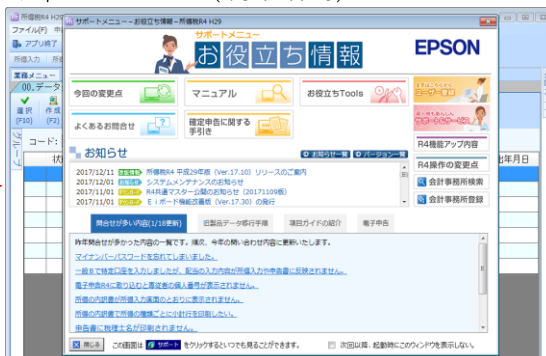 所得税R4 H29
サポートメニュー - お役立ち情報 - 所得税R4 H29
ファイル(F)
アプリ終了
所得入力
業務メニュー
00.データ
選択 作成
(F10) (F2)
コード:
グループ
年月日
サポートメニュー
お役立ち情報
EPSON
今回の変更点
マニュアル
お役立ちTools
よくあるお問合せ
確定申告に関する
手引き
ユーザー登録
サポート&サービス
R4機能アップ内容
R4操作の変更点
会計事務所検索
会計事務所登録
お知らせ
お知らせ一覧
バージョン一覧
2017/12/11 所得税R4 平成29年版（Ver.17.10）リリースのご案内
2017/12/01 システムメンテナンスのお知らせ
2017/11/01 R4共通マスター公開のお知らせ（20171109版）
2017/11/01 Ｅｉボード機能改善版（Ver.17.30）の発行
問合せが多い内容(1/18更新)
旧製品データ移行手順
項目ガイドの紹介
電子申告
昨年問合せが多かった内容の一覧です。順次、今年の問い合わせ内容に更新いたします。
マイナンバーパスワードを忘れてしまいました。
一般Ｂで特定口座を入力しましたが、配当の入力内容が所得入力や申告書に反映されません。
電子申告R4に取り込むと専従者の個人番号が表示されません。
所得の内訳書が所得入力画面のとおりに表示されません。
所得の内訳書で所得の種類ごとに小計行を印刷したい。
申告書に税理士名が印刷されません。
閉じる
この画面は サポート をクリックするといつでも見ることができます。
次回以降、起動時にこのウィンドウを表示しない。